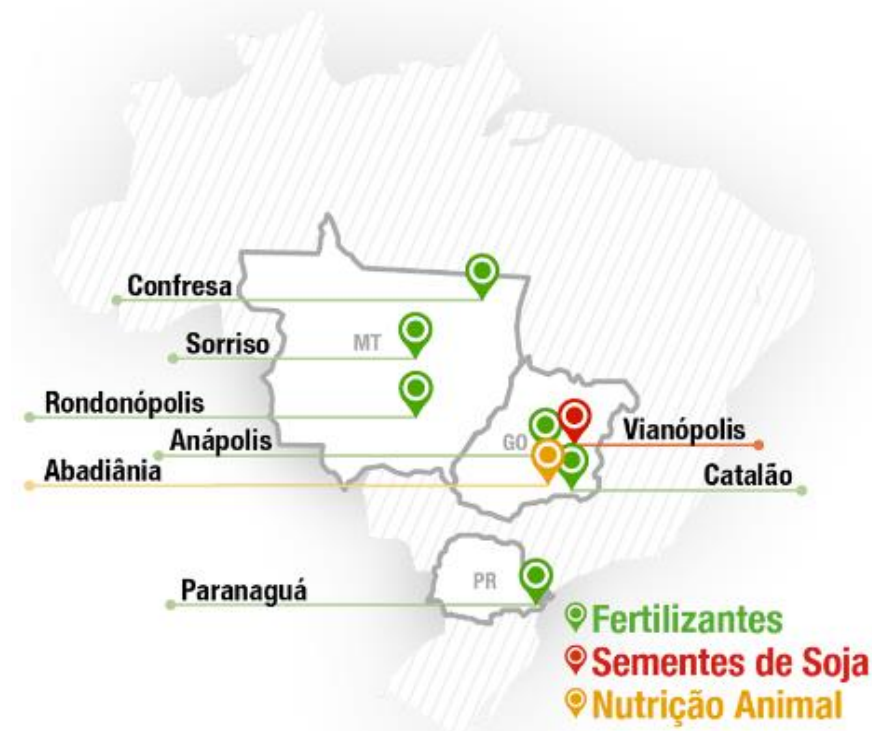 Confresa
Sorriso
MT
Rondonópolis
Anápolis
GO
Vianópolis
Abadiânia
Catalão
Paranaguá
PR
Fertilizantes
Sementes de Soja
Nutrição Animal